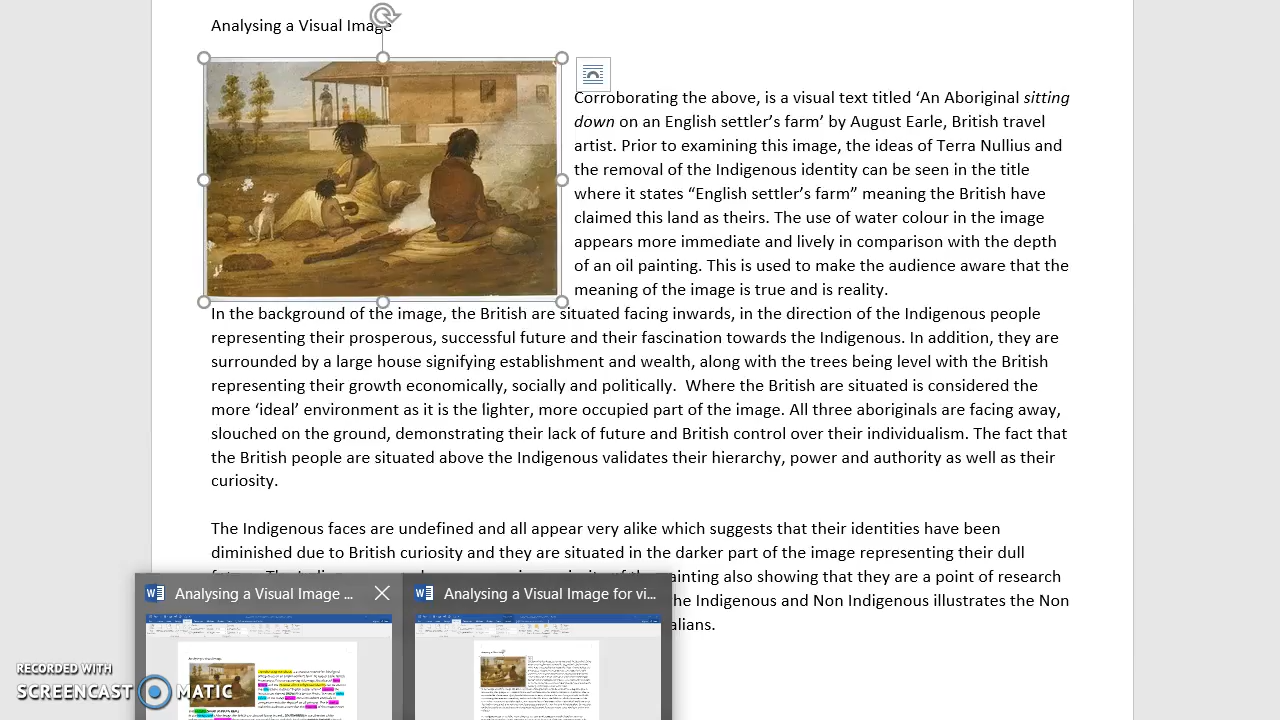 Analysing a Visual Image
Corroborating the above, is a visual text titled ‘An Aboriginal sitting
down on an English settler’s farm’ by August Earle, British travel
artist. Prior to examining this image, the ideas of Terra Nullius and
the removal of the Indigenous identity can be seen in the title
where it states “English settler’s farm” meaning the British have
claimed this land as theirs. The use of water colour in the image
appears more immediate and lively in comparison with the depth
of an oil painting. This is used to make the audience aware that the
meaning of the image is true and is reality.
In the background of the image, the British are situated facing inwards, in the direction of the Indigenous people
representing their prosperous, successful future and their fascination towards the Indigenous. In addition, they are
surrounded by a large house signifying establishment and wealth, along with the trees being level with the British
representing their growth economically, socially and politically.  Where the British are situated is considered the
more ‘ideal’ environment as it is the lighter, more occupied part of the image. All three aboriginals are facing away,
slouched on the ground, demonstrating their lack of future and British control over their individualism. The fact that
the British people are situated above the Indigenous validates their hierarchy, power and authority as well as their
curiosity.
The Indigenous faces are undefined and all appear very alike which suggests that their identities have been
diminished due to British curiosity and they are situated in the darker part of the image representing their dull
painting also showing that they are a point of research
the Indigenous and Non Indigenous illustrates the Non
Analysing a Visual Image ...
Analysing a Visual Image for vi...
RECORDED WITH
SCREENCAST MATIC